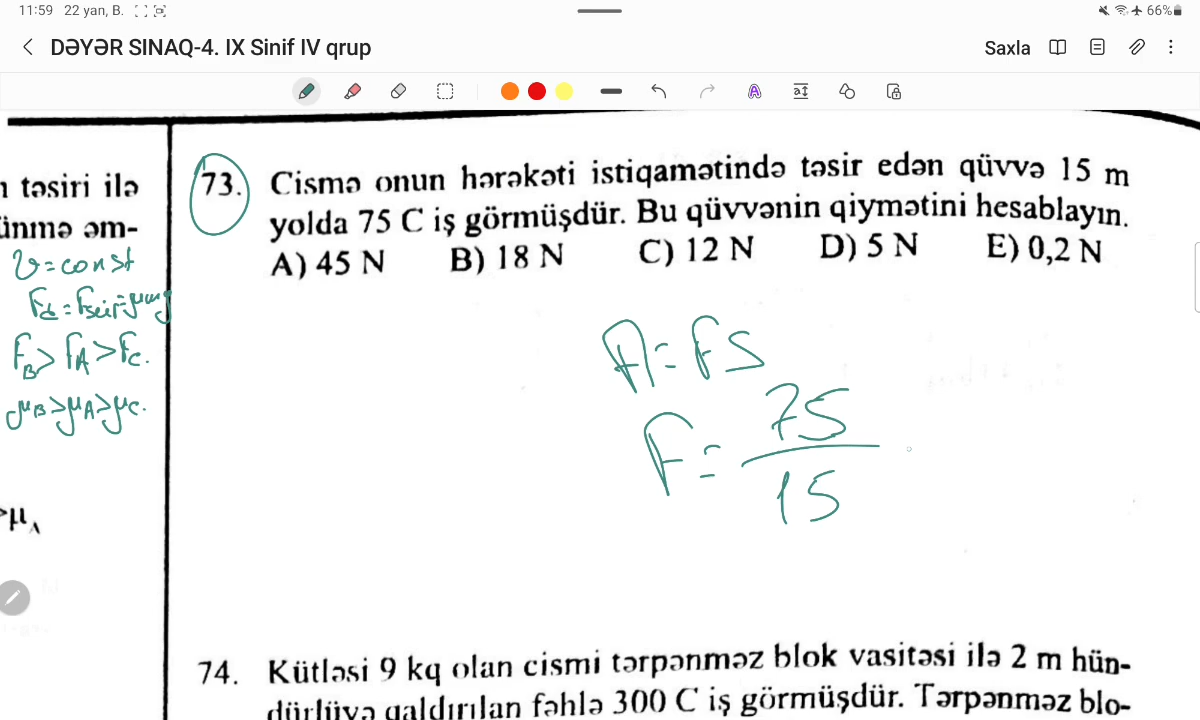 11:59 22 yan, B. 66%
DƏYƏR SINAQ-4. IX Sinif IV qrup
Saxla
təsiri ilə
ünmə əm-
υ=const
F_B>F_A>F_C.
μ_B>μ_A>μ_C.
>μ_A
73. Cismə onun hərəkəti istiqamətində təsir edən qüvvə 15 m
yolda 75 C iş görmüşdür. Bu qüvvənin qiymətini hesablayın.
A) 45 N B) 18 N C) 12 N D) 5 N E) 0,2 N
A=FS
F=75/15
74. Kütləsi 9 kq olan cismi tərpənməz blok vasitəsi ilə 2 m hün-
dürlüyə qaldırılan fəhlə 300 C iş görmüşdür. Tərpənməz blo-